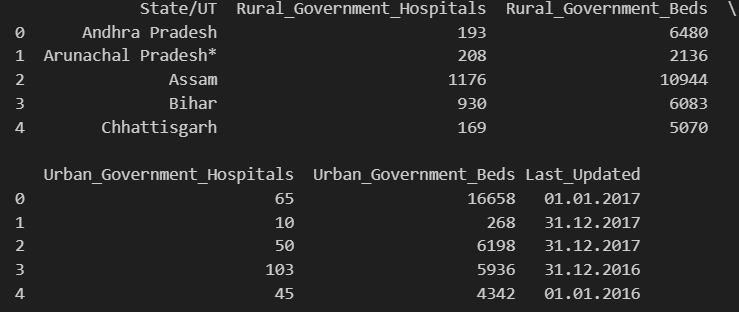 State/UT Rural_Government_Hospitals Rural_Government_Beds \
0 Andhra Pradesh 193 6480
1 Arunachal Pradesh* 208 2136
2 Assam 1176 10944
3 Bihar 930 6083
4 Chhattisgarh 169 5070
Urban_Government_Hospitals Urban_Government_Beds Last_Updated
0 65 16658 01.01.2017
1 10 268 31.12.2017
2 50 6198 31.12.2017
3 103 5936 31.12.2016
4 45 4342 01.01.2016